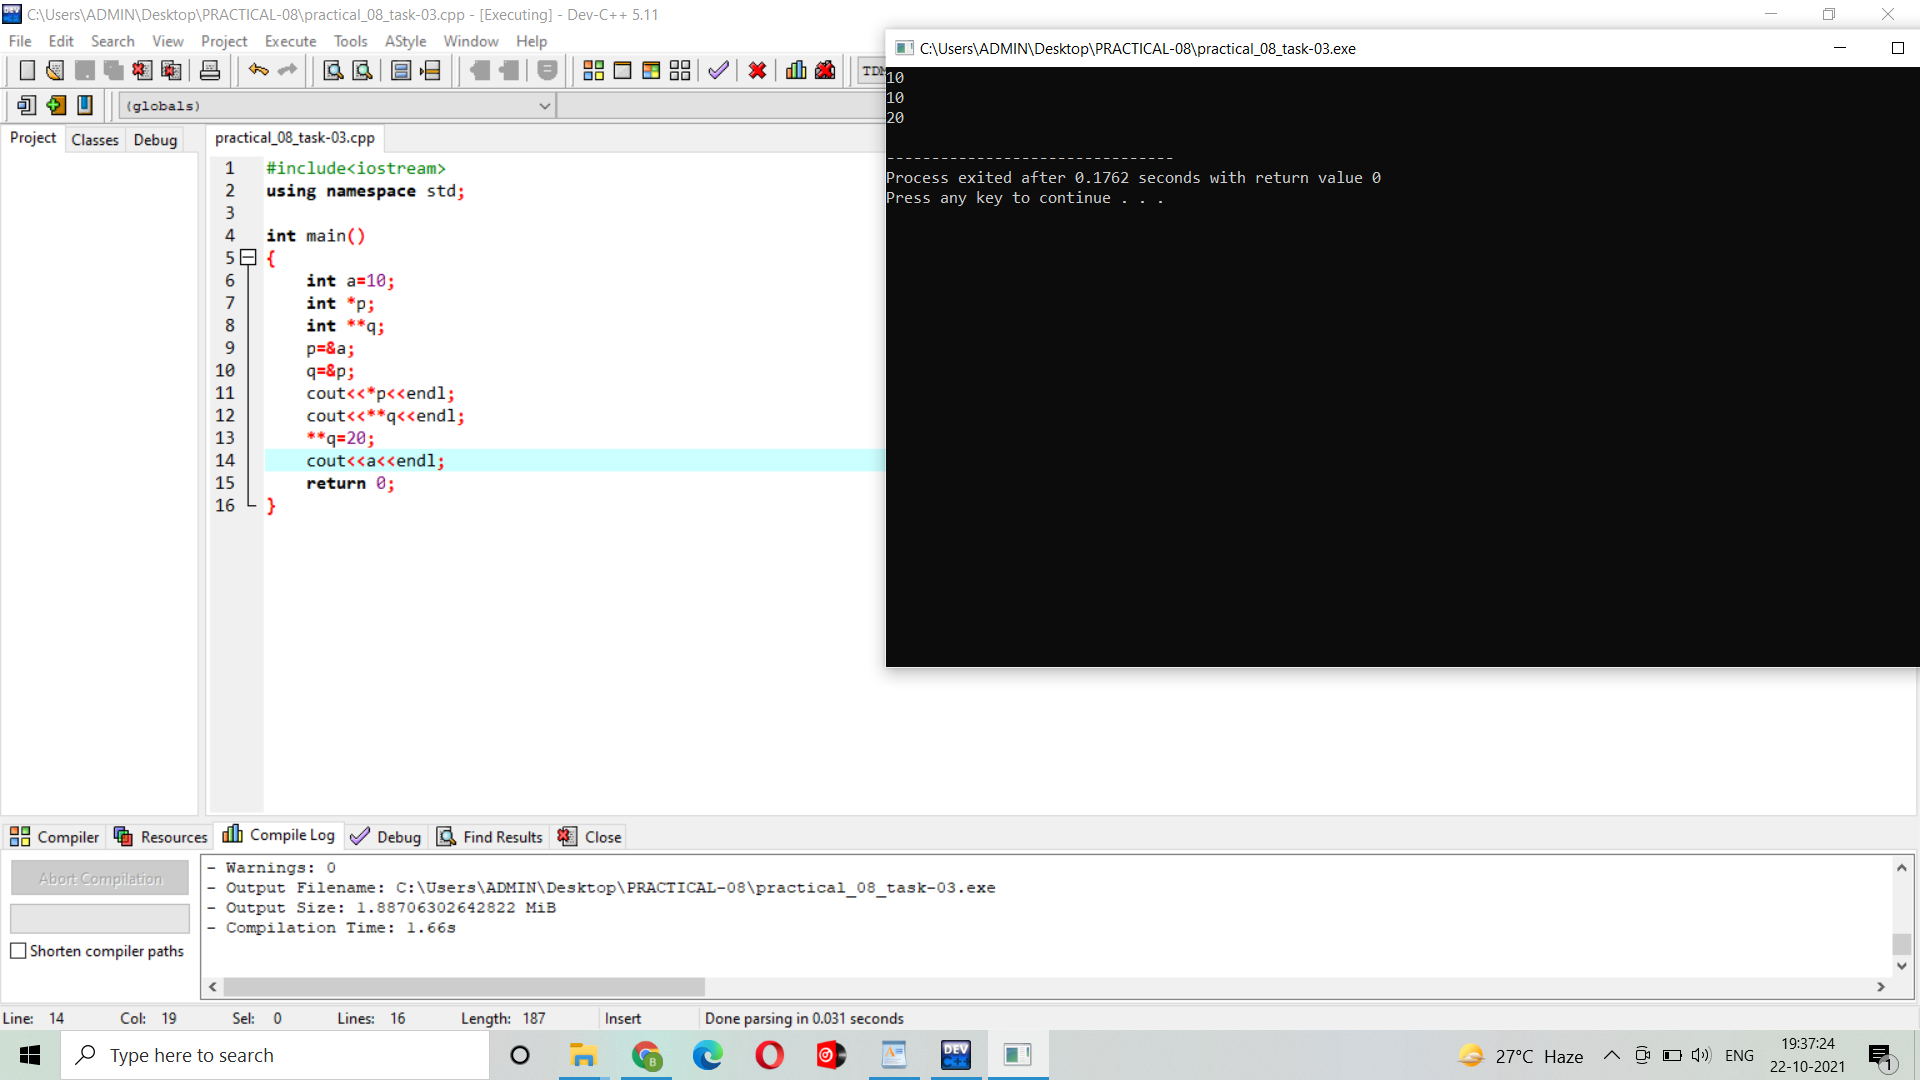 C:\Users\ADMIN\Desktop\PRACTICAL-08\practical_08_task-03.cpp - [Executing] - Dev-C++ 5.11
File Edit Search View Project Execute Tools AStyle Window Help
(globals)
Project Classes Debug
practical_08_task-03.cpp
1 #include<iostream>
2 using namespace std;
3
4 int main()
5 {
6 int a=10;
7 int *p;
8 int **q;
9 p=&a;
10 q=&p;
11 cout<<*p<<endl;
12 cout<<**q<<endl;
13 **q=20;
14 cout<<a<<endl;
15 return 0;
16 }
C:\Users\ADMIN\Desktop\PRACTICAL-08\practical_08_task-03.exe
10
10
20
--------------------------------
Process exited after 0.1762 seconds with return value 0
Press any key to continue . . .
Compiler Resources Compile Log Debug Find Results Close
Abort Compilation
Shorten compiler paths
- Warnings: 0
- Output Filename: C:\Users\ADMIN\Desktop\PRACTICAL-08\practical_08_task-03.exe
- Output Size: 1.88706302642822 MiB
- Compilation Time: 1.66s
Line: 14 Col: 19 Sel: 0 Lines: 16 Length: 187 Insert Done parsing in 0.031 seconds
Type here to search
DEV C++
27°C Haze
ENG
19:37:24
22-10-2021
1